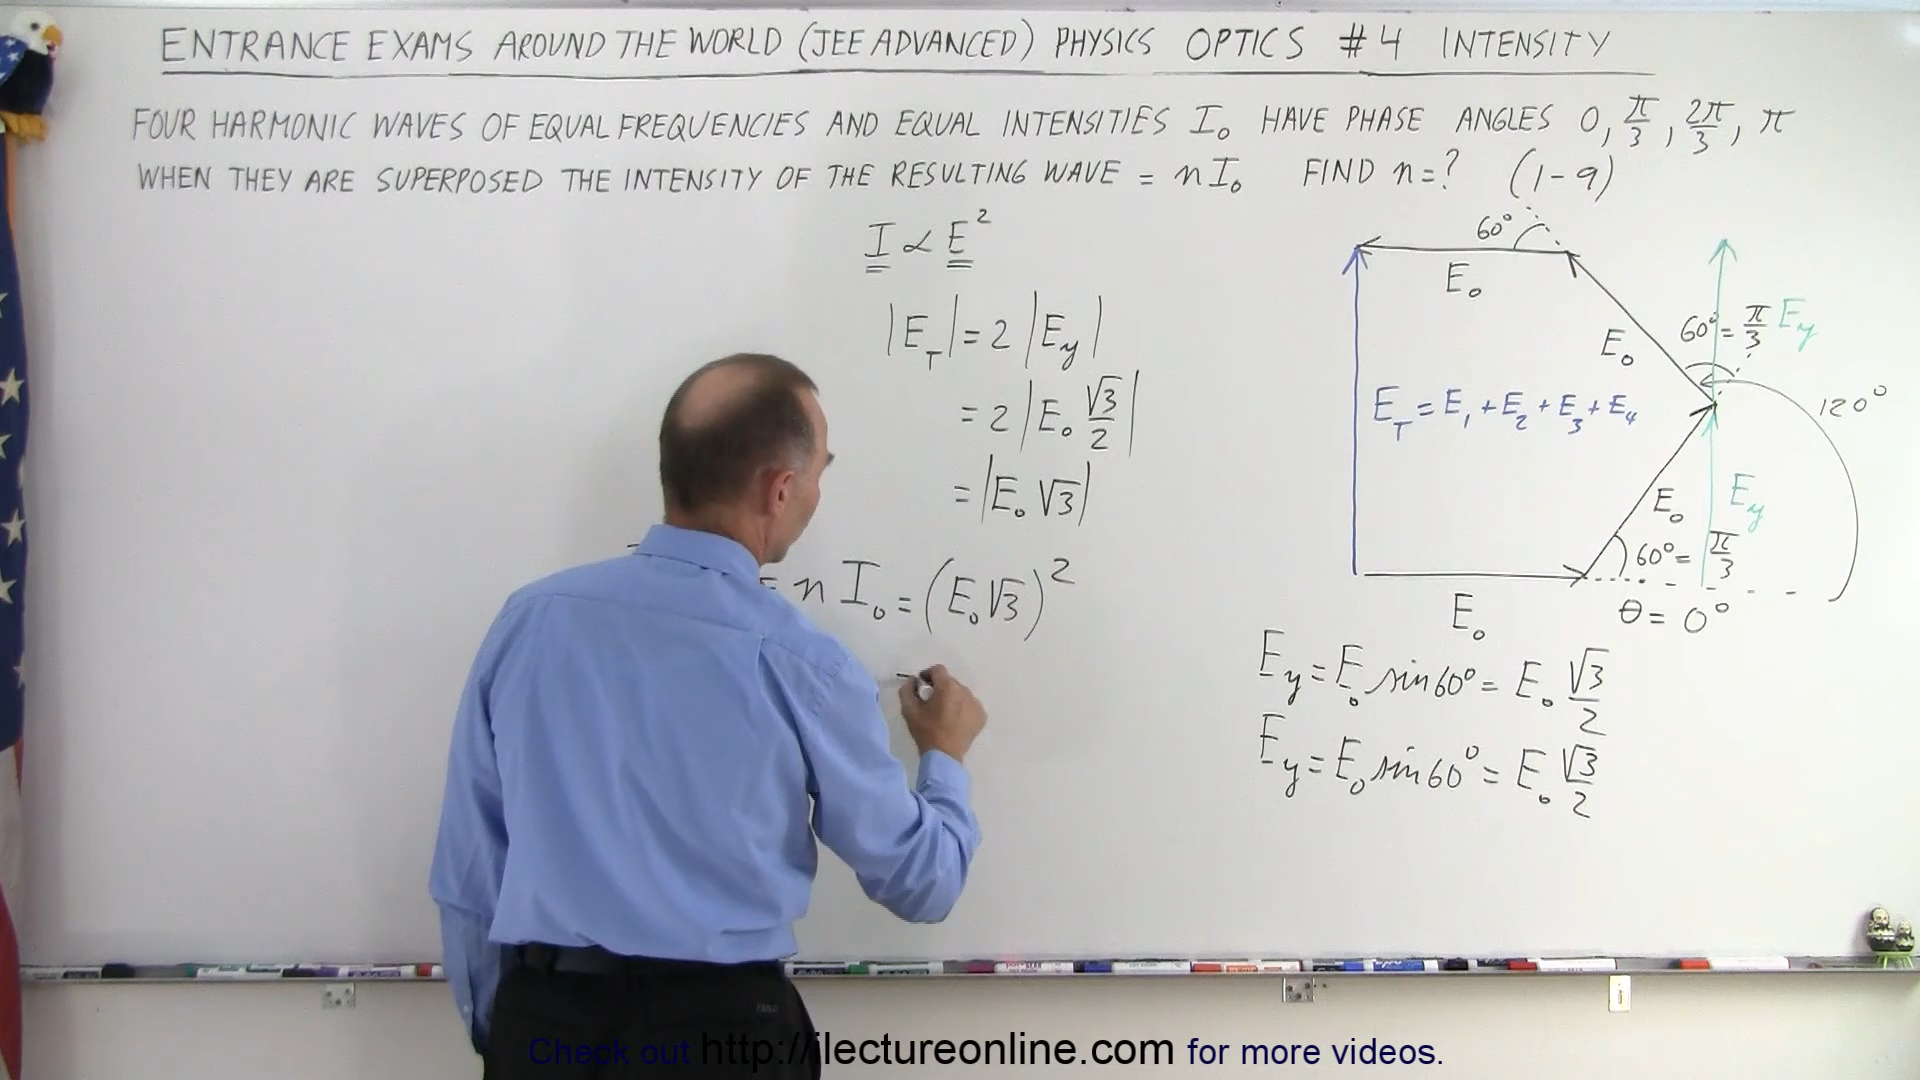 ENTRANCE EXAMS AROUND THE WORLD (JEE ADVANCED) PHYSICS OPTICS #4 INTENSITY
FOUR HARMONIC WAVES OF EQUAL FREQUENCIES AND EQUAL INTENSITIES I₀ HAVE PHASE ANGLES 0, π/3, 2π/3, π
WHEN THEY ARE SUPERPOSED THE INTENSITY OF THE RESULTING WAVE = nI₀ FIND n=? (1-9)
I ∝ E²
|E_T| = 2|E_y|
= 2|E₀ √3/2|
= |E₀ √3|
n I₀ = (E₀√3)²
60°
E₀
E₀
60° = π/3
E_y
120°
E_T = E₁ + E₂ + E₃ + E₄
E₀
E_y
60° = π/3
E₀
θ = 0°
E_y = E₀ sin60° = E₀ √3/2
E_y = E₀ sin60° = E₀ √3/2
Check out http://ilectureonline.com for more videos.